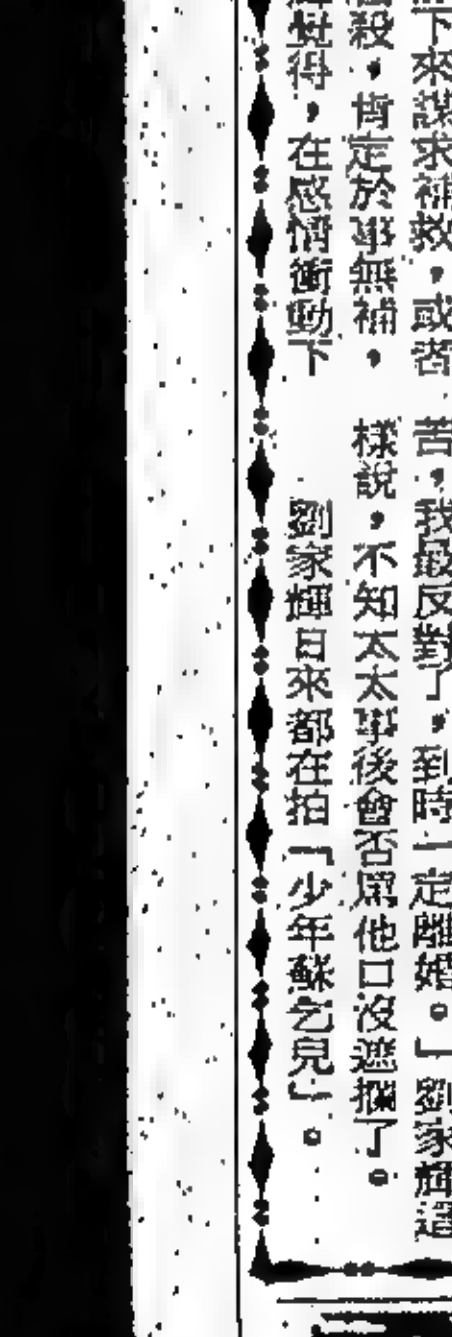 下來謀求補救，或者
殺，肯定於事無補，
覺得，在感情衝動下
苦，我最反對了，到時一定離婚。」劉家輝這
樣說，不知太太事後會否罵他口沒遮攔了。
劉家輝日來都在拍「少年蘇乞兒」。